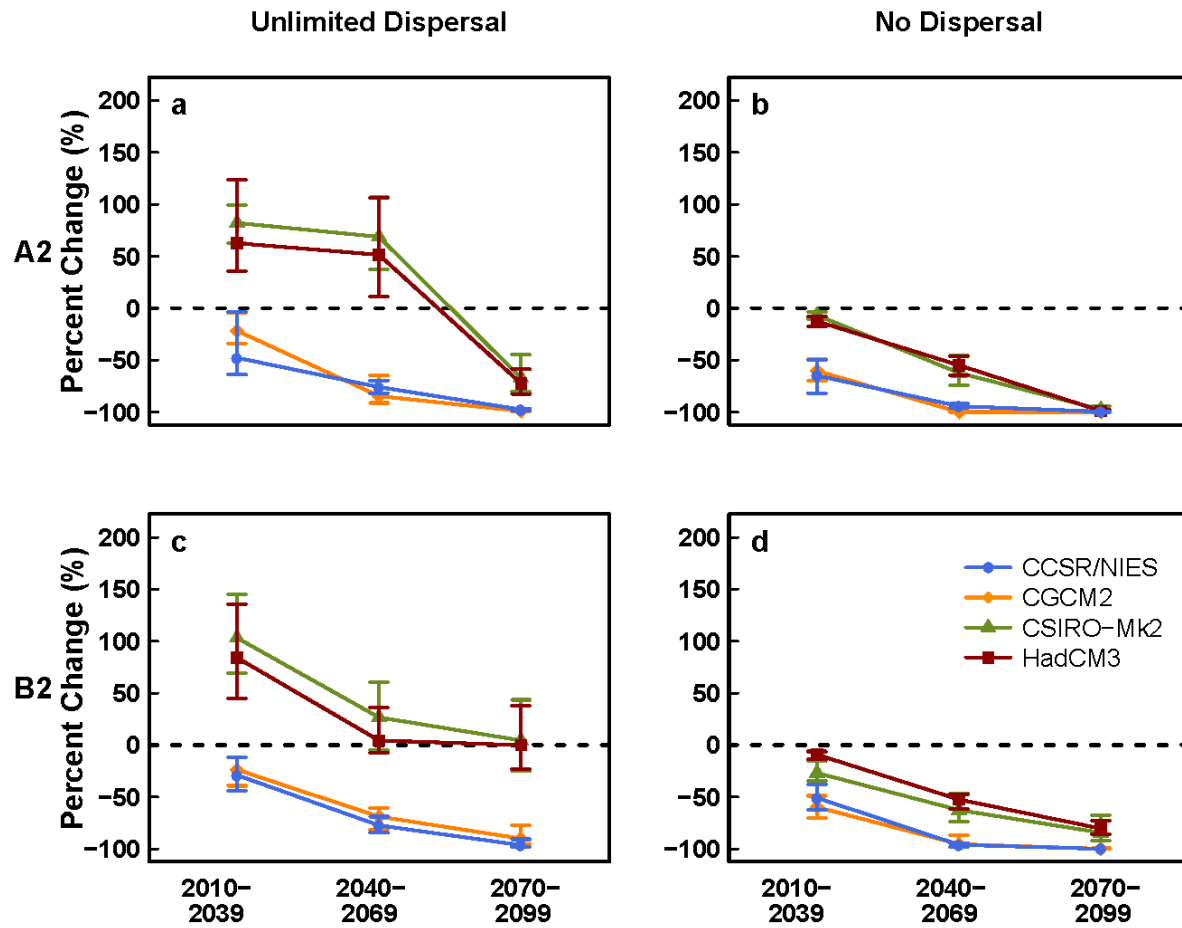 Unlimited Dispersal
No Dispersal
A2
Percent Change (%)
a
200
150
100
50
0
−50
−100
b
200
150
100
50
0
−50
−100
B2
Percent Change (%)
c
200
150
100
50
0
−50
−100
2010−
2039
2040−
2069
2070−
2099
d
200
150
100
50
0
−50
−100
CCSR/NIES
CGCM2
CSIRO−Mk2
HadCM3
2010−
2039
2040−
2069
2070−
2099